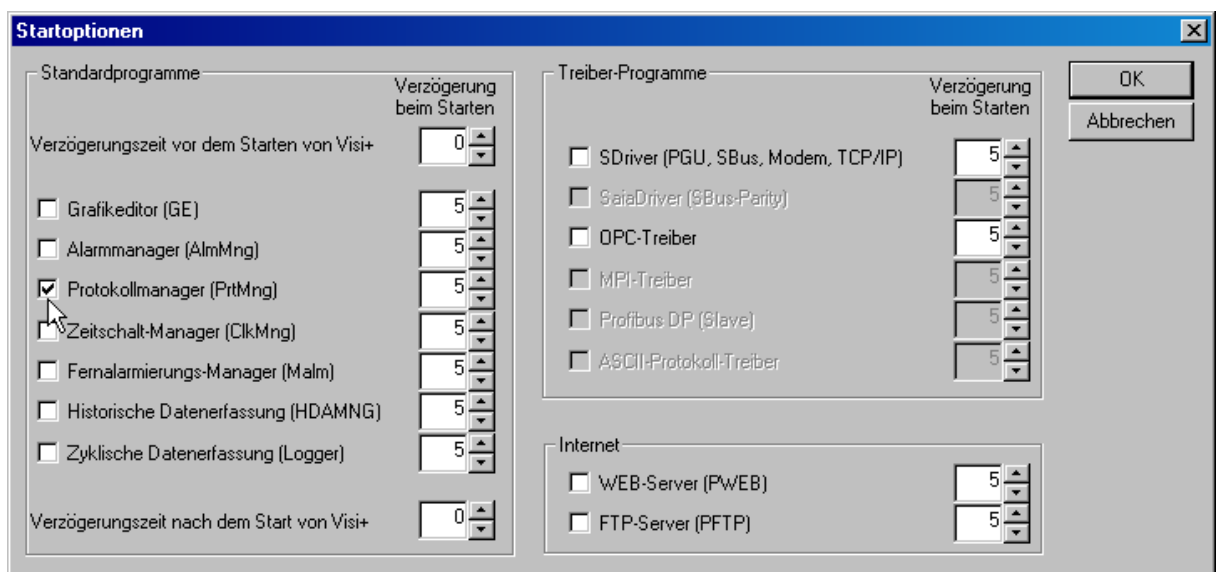 Startoptionen
Standardprogramme
Verzögerung
beim Starten
Verzögerungszeit vor dem Starten von Visi+ 0
Grafikeditor (GE) 5
Alarmmanager (AlmMng) 5
Protokollmanager (PrtMng) 5
Zeitschalt-Manager (ClkMng) 5
Fernalarmierungs-Manager (Malm) 5
Historische Datenerfassung (HDAMNG) 5
Zyklische Datenerfassung (Logger) 5
Verzögerungszeit nach dem Start von Visi+ 0
Treiber-Programme
Verzögerung
beim Starten
SDriver (PGU, SBus, Modem, TCP/IP) 5
SaiaDriver (SBus-Parity) 5
OPC-Treiber 5
MPI-Treiber 5
Profibus DP (Slave) 5
ASCII-Protokoll-Treiber 5
Internet
WEB-Server (PWEB) 5
FTP-Server (PFTP) 5
OK
Abbrechen